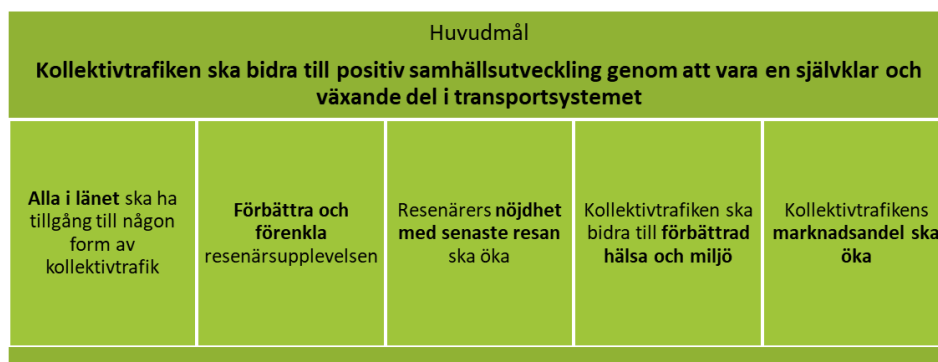 Huvudmål
Kollektivtrafiken ska bidra till positiv samhällsutveckling genom att vara en självklar och
växande del i transportsystemet
Alla i länet ska ha
tillgång till någon
form av
kollektivtrafik
Förbättra och
förenkla
resenärsupplevelsen
Resenärers nöjdhet
med senaste resan
ska öka
Kollektivtrafiken ska
bidra till förbättrad
hälsa och miljö
Kollektivtrafikens
marknadsandel ska
öka